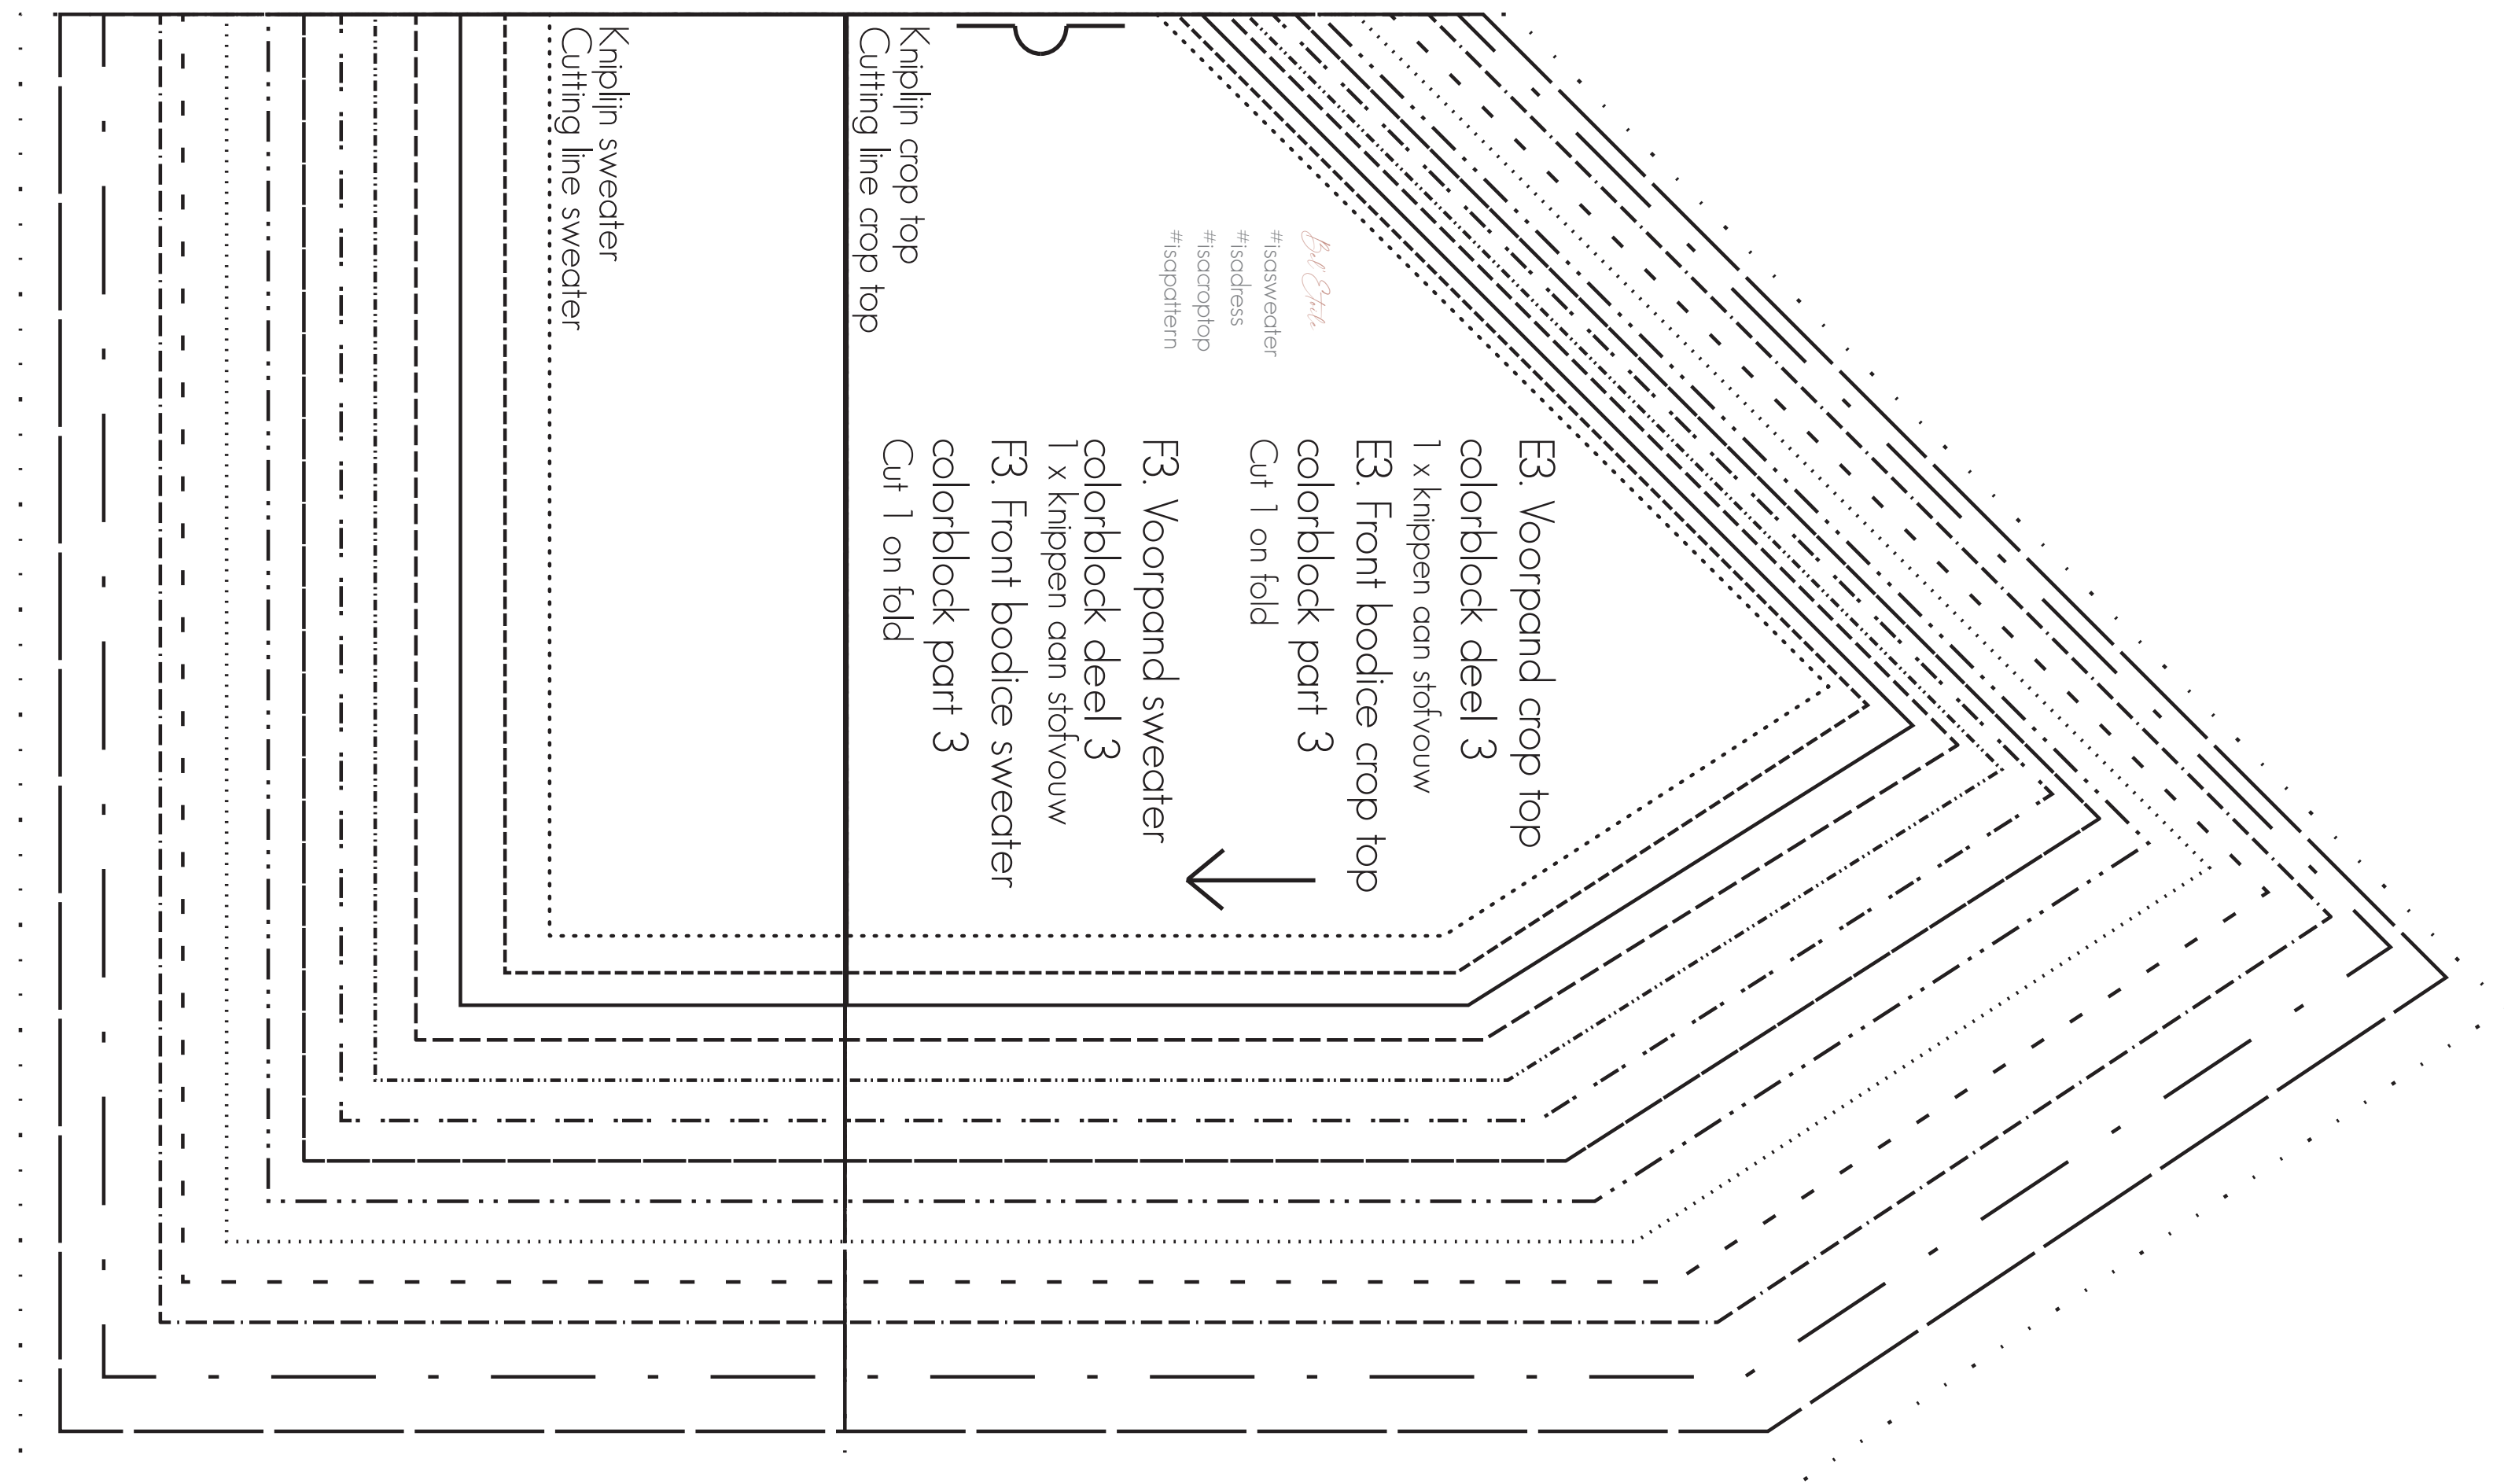 E3. Voorpand crop top
colorblock deel 3
1 x knippen aan stofvouw
E3. Front bodice crop top
colorblock part 3
Cut 1 on fold
F3. Voorpand sweater
colorblock deel 3
1 x knippen aan stofvouw
F3. Front bodice sweater
colorblock part 3
Cut 1 on fold
Bel' Etoile
#isasweater
#isadress
#isacroptop
#isapattern
Kniplijn crop top
Cutting line crop top
Kniplijn sweater
Cutting line sweater